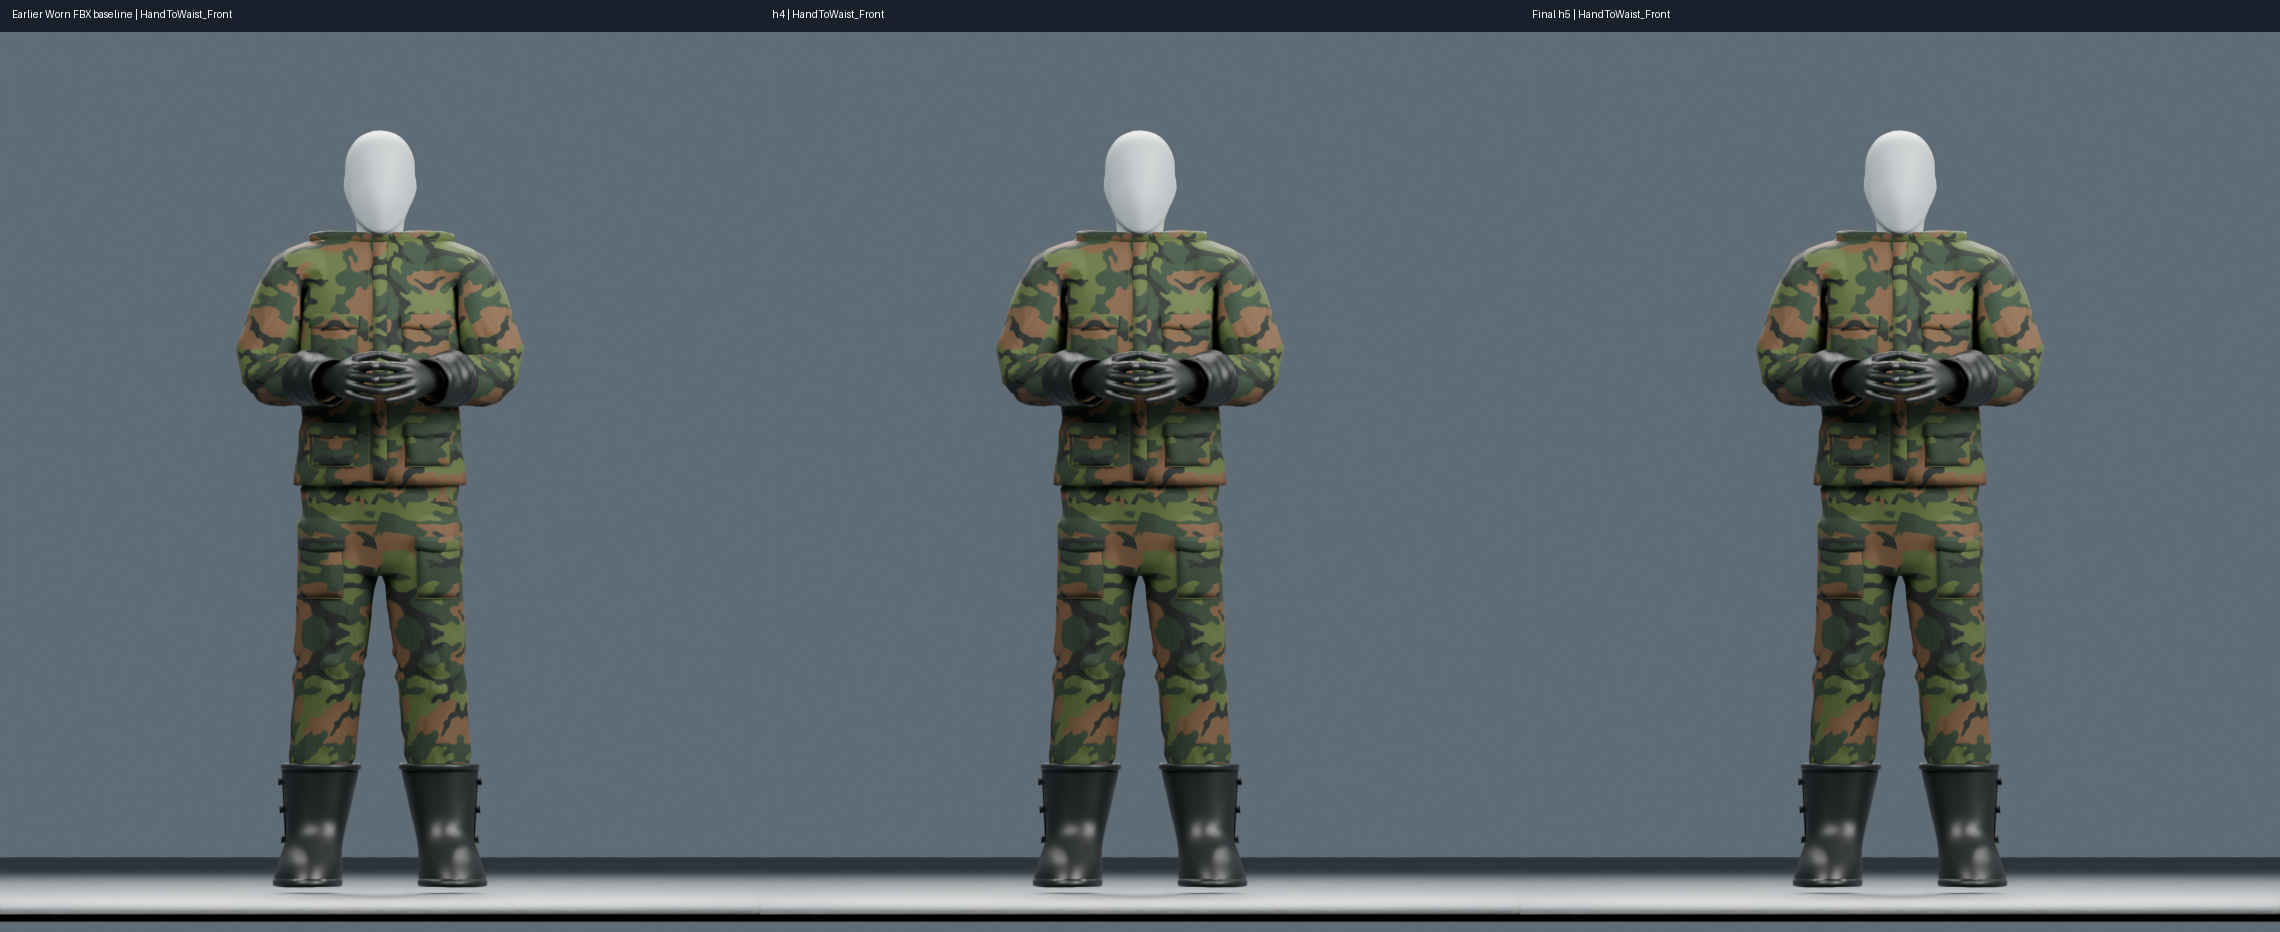 Earlier Worn FBX baseline | HandToWaist_Front
h4 | HandToWaist_Front
Final h5 | HandToWaist_Front